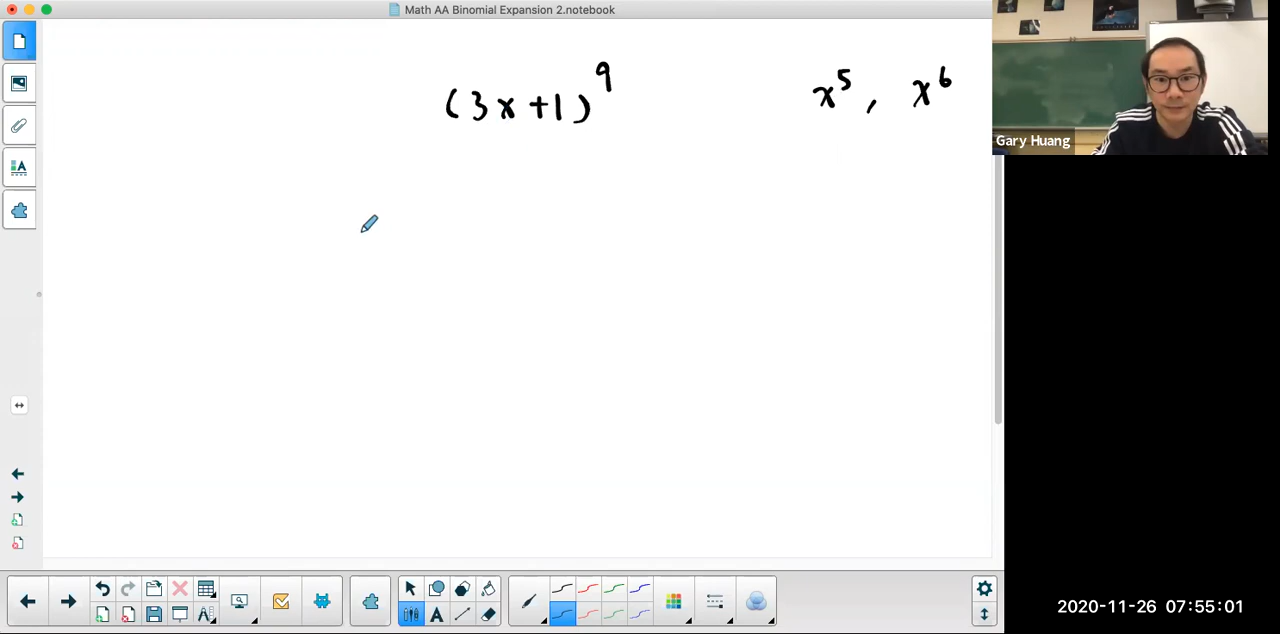 Math AA Binomial Expansion 2.notebook
(3x+1)⁹ x⁵, x⁶
Gary Huang
A
A
2020-11-26 07:55:01